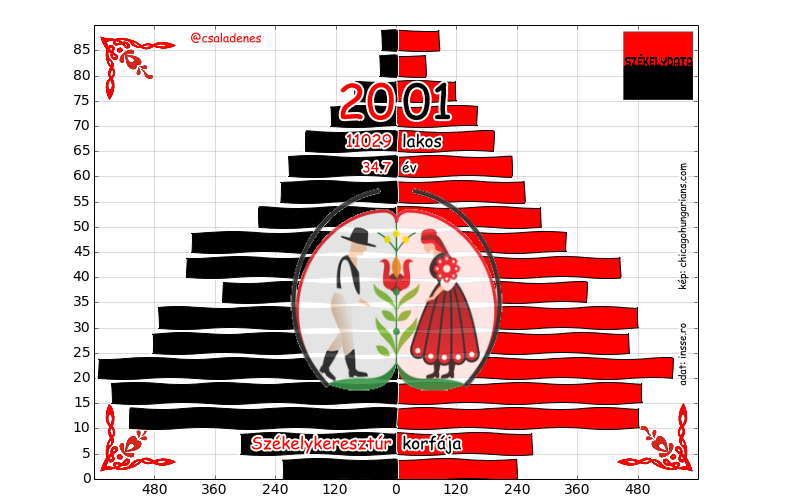 @csaladenes
SZÉKELYDATA
2001
11029 lakos
34.7 év
kép: chicagohungarians.com
adat: insse.ro
Székelykeresztúr korfája
85
80
75
70
65
60
55
50
45
40
35
30
25
20
15
10
5
0
480 360 240 120 0 120 240 360 480